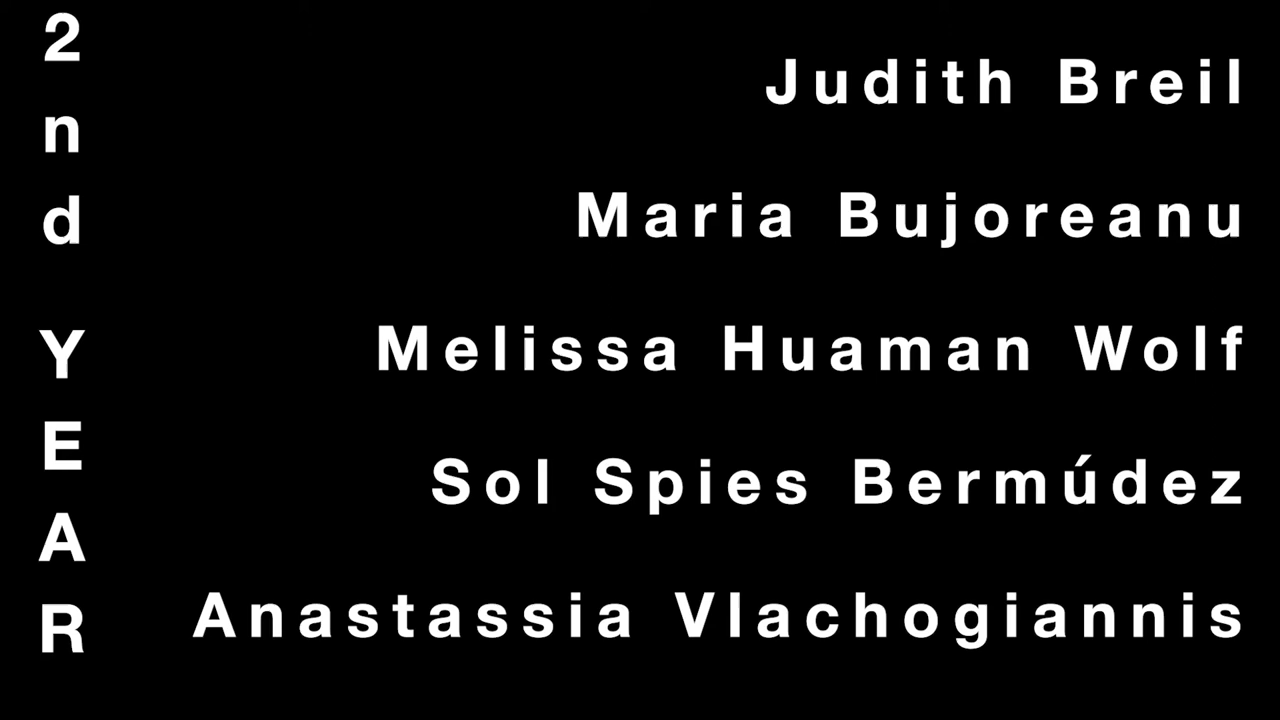 2nd YEAR
Judith Breil
Maria Bujoreanu
Melissa Huaman Wolf
Sol Spies Bermúdez
Anastassia Vlachogiannis